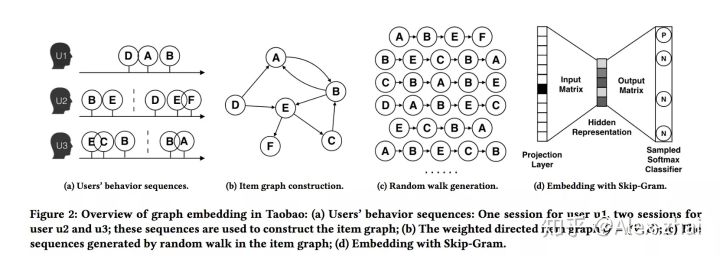 U1 D A B
U2 B E D E F
U3 E C B B A
A
B
D
E
F
C
A B E F
B E C B A
C B A B E
D A B E C
E C B A
A B E C B
......
P
N
N
N
Input
Matrix
Output
Matrix
Hidden
Representation
Projection
Layer
Sampled
Softmax
Classifier
(a) Users' behavior sequences.
(b) Item graph construction.
(c) Random walk generation.
(d) Embedding with Skip-Gram.
Figure 2: Overview of graph embedding in Taobao: (a) Users' behavior sequences: One session for user u1, two sessions for
user u2 and u3; these sequences are used to construct the item graph; (b) The weighted directed item graph The
sequences generated by random walk in the item graph; (d) Embedding with Skip-Gram.
知乎